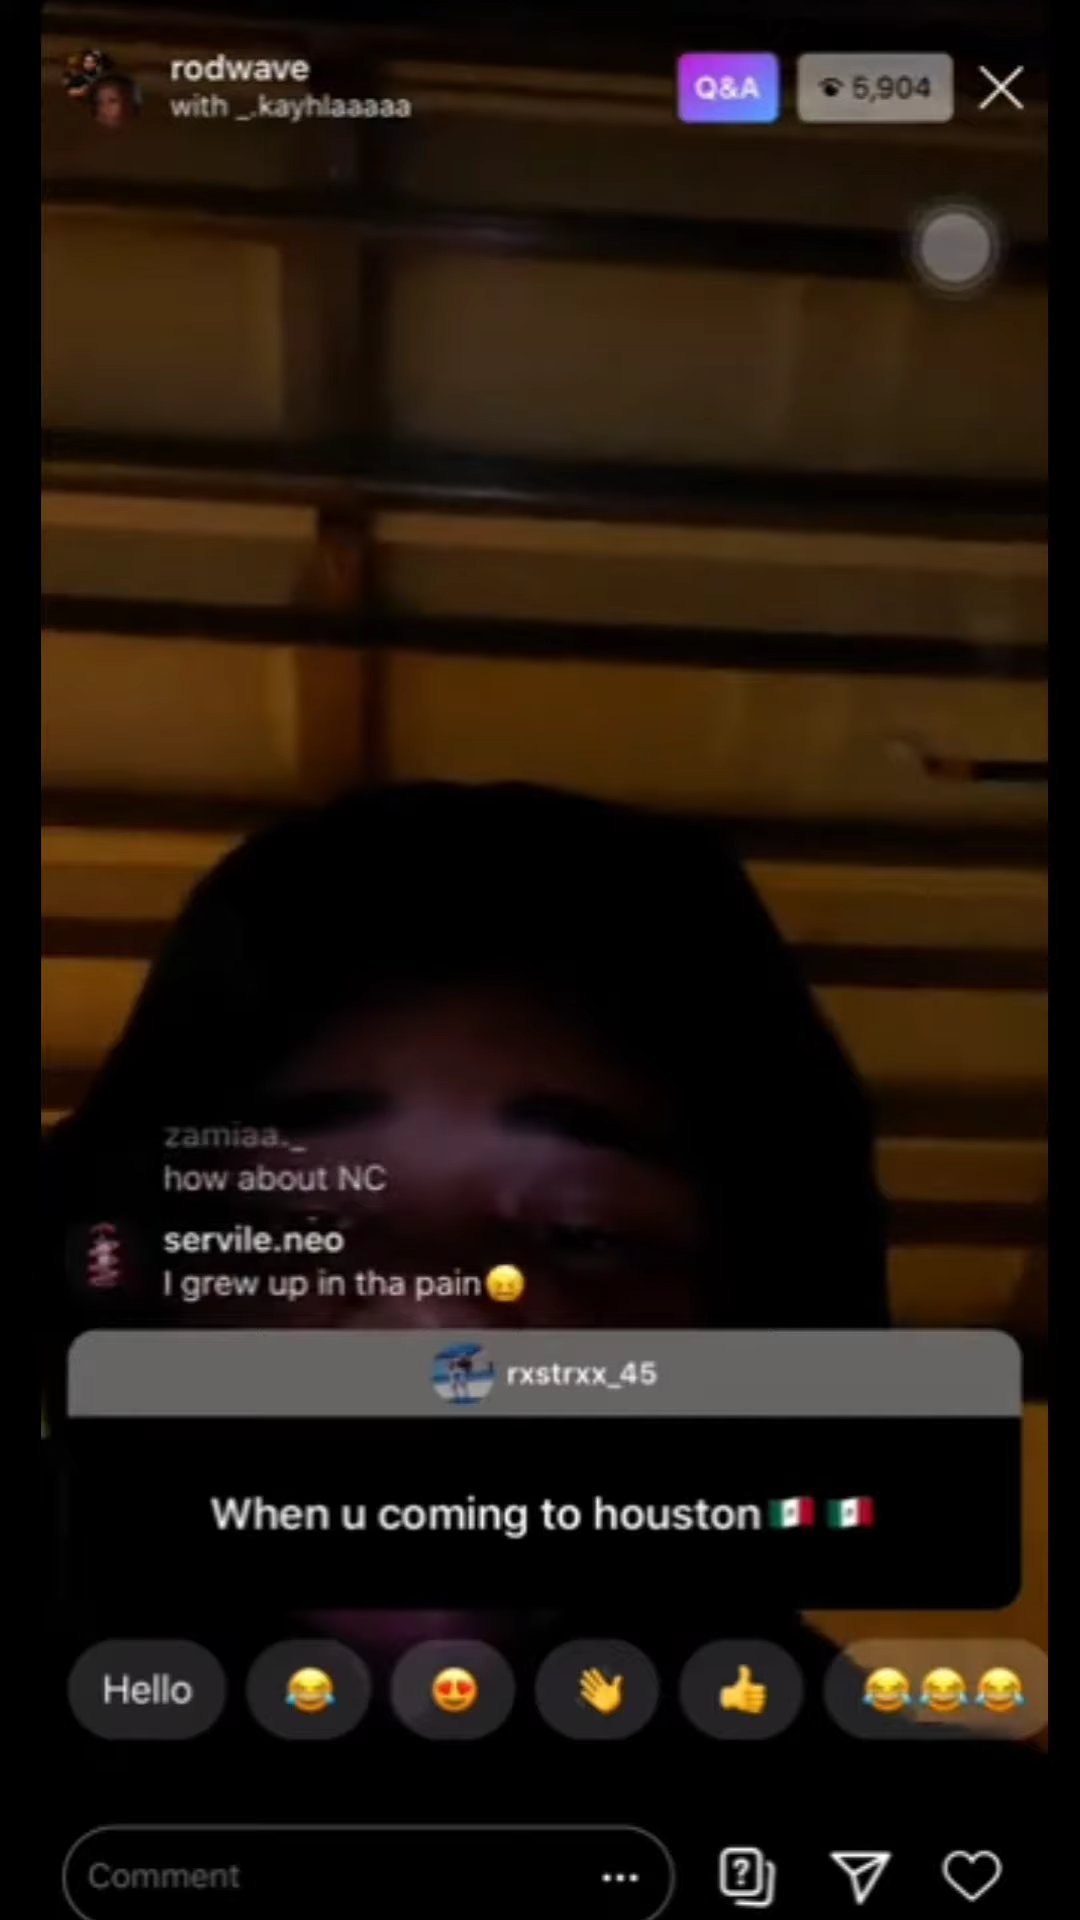 rodwave
with _.kayhlaaaaa
Q&A
5,904
zamiaa._
how about NC
servile.neo
I grew up in tha pain😖
rxstrxx_45
When u coming to houston🇲🇽 🇲🇽
Hello
😂
😍
👋
👍
😂😂😂
Comment